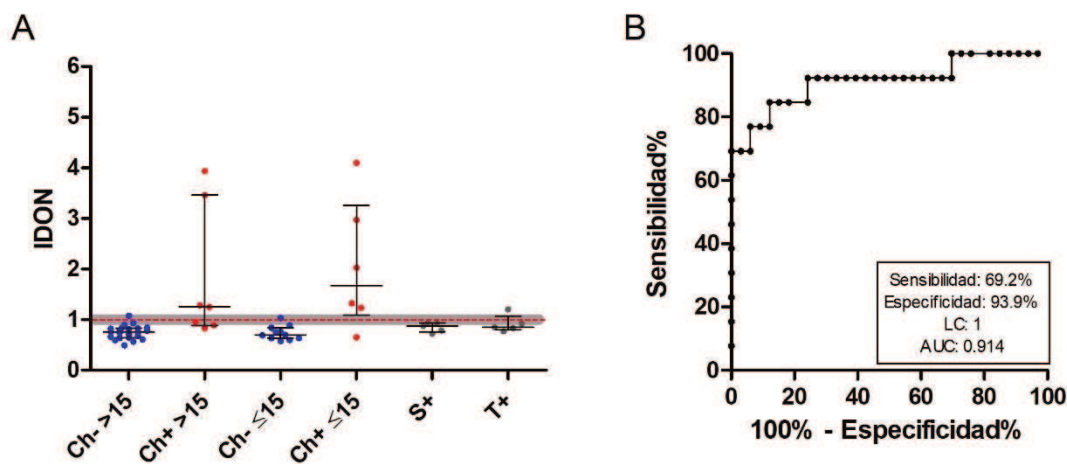 A
IDON
6
5
4
3
2
1
0
Ch- >15
Ch+ >15
Ch- ≤15
Ch+ ≤15
S+
T+
B
Sensibilidad%
100
80
60
40
20
0
Sensibilidad: 69.2%
Especificidad: 93.9%
LC: 1
AUC: 0.914
0 20 40 60 80 100
100% - Especificidad%